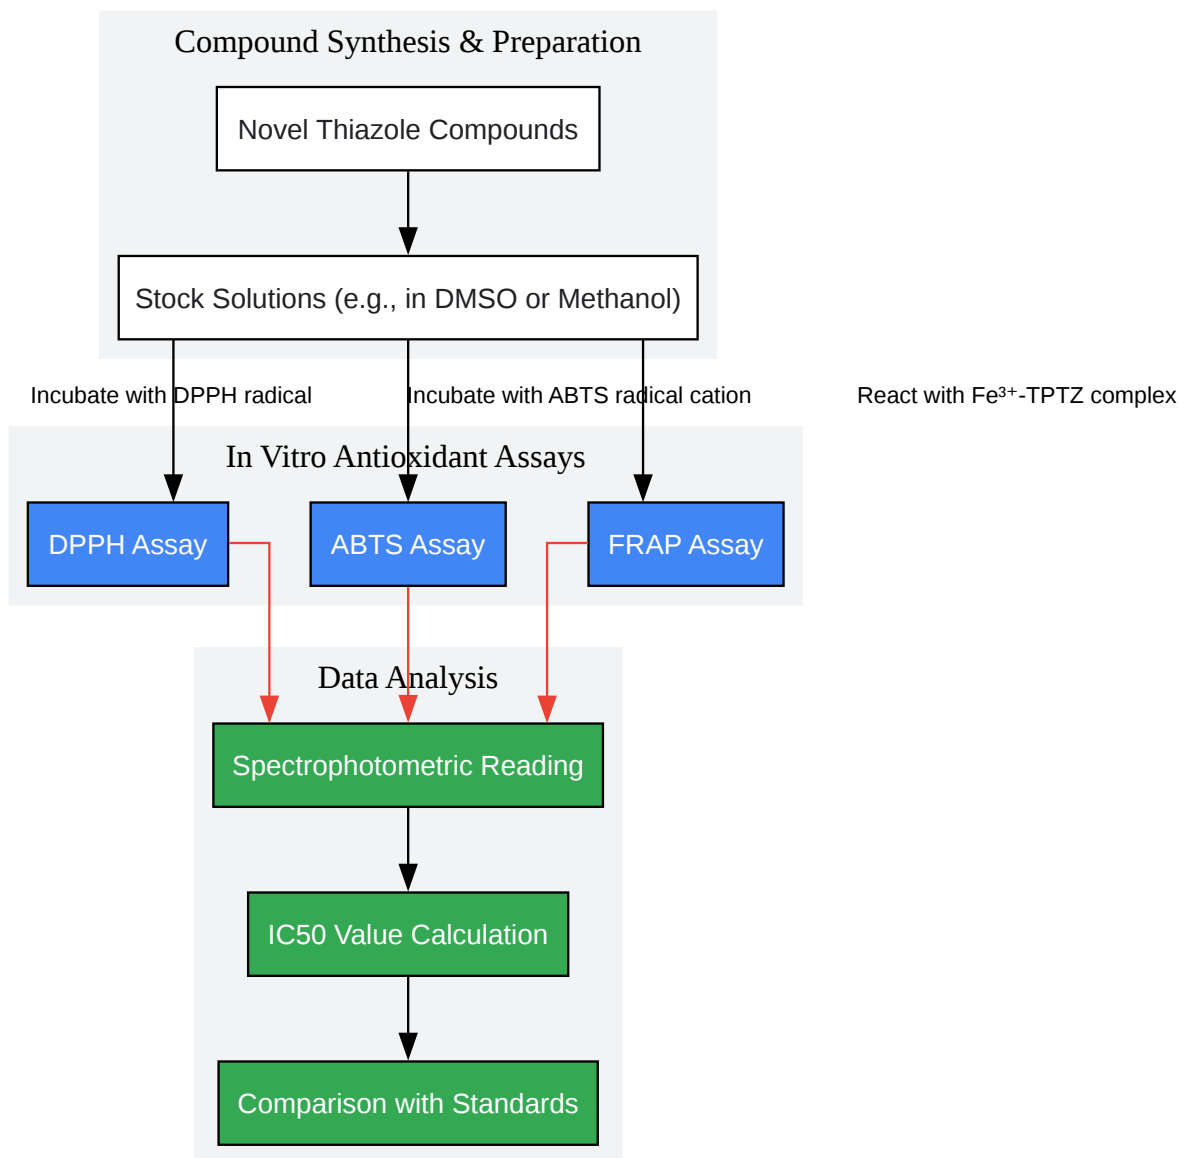 Compound Synthesis & Preparation
Novel Thiazole Compounds
Stock Solutions (e.g., in DMSO or Methanol)
Incubate with DPPH radical
Incubate with ABTS radical cation
React with Fe³⁺-TPTZ complex
In Vitro Antioxidant Assays
DPPH Assay
ABTS Assay
FRAP Assay
Data Analysis
Spectrophotometric Reading
IC50 Value Calculation
Comparison with Standards